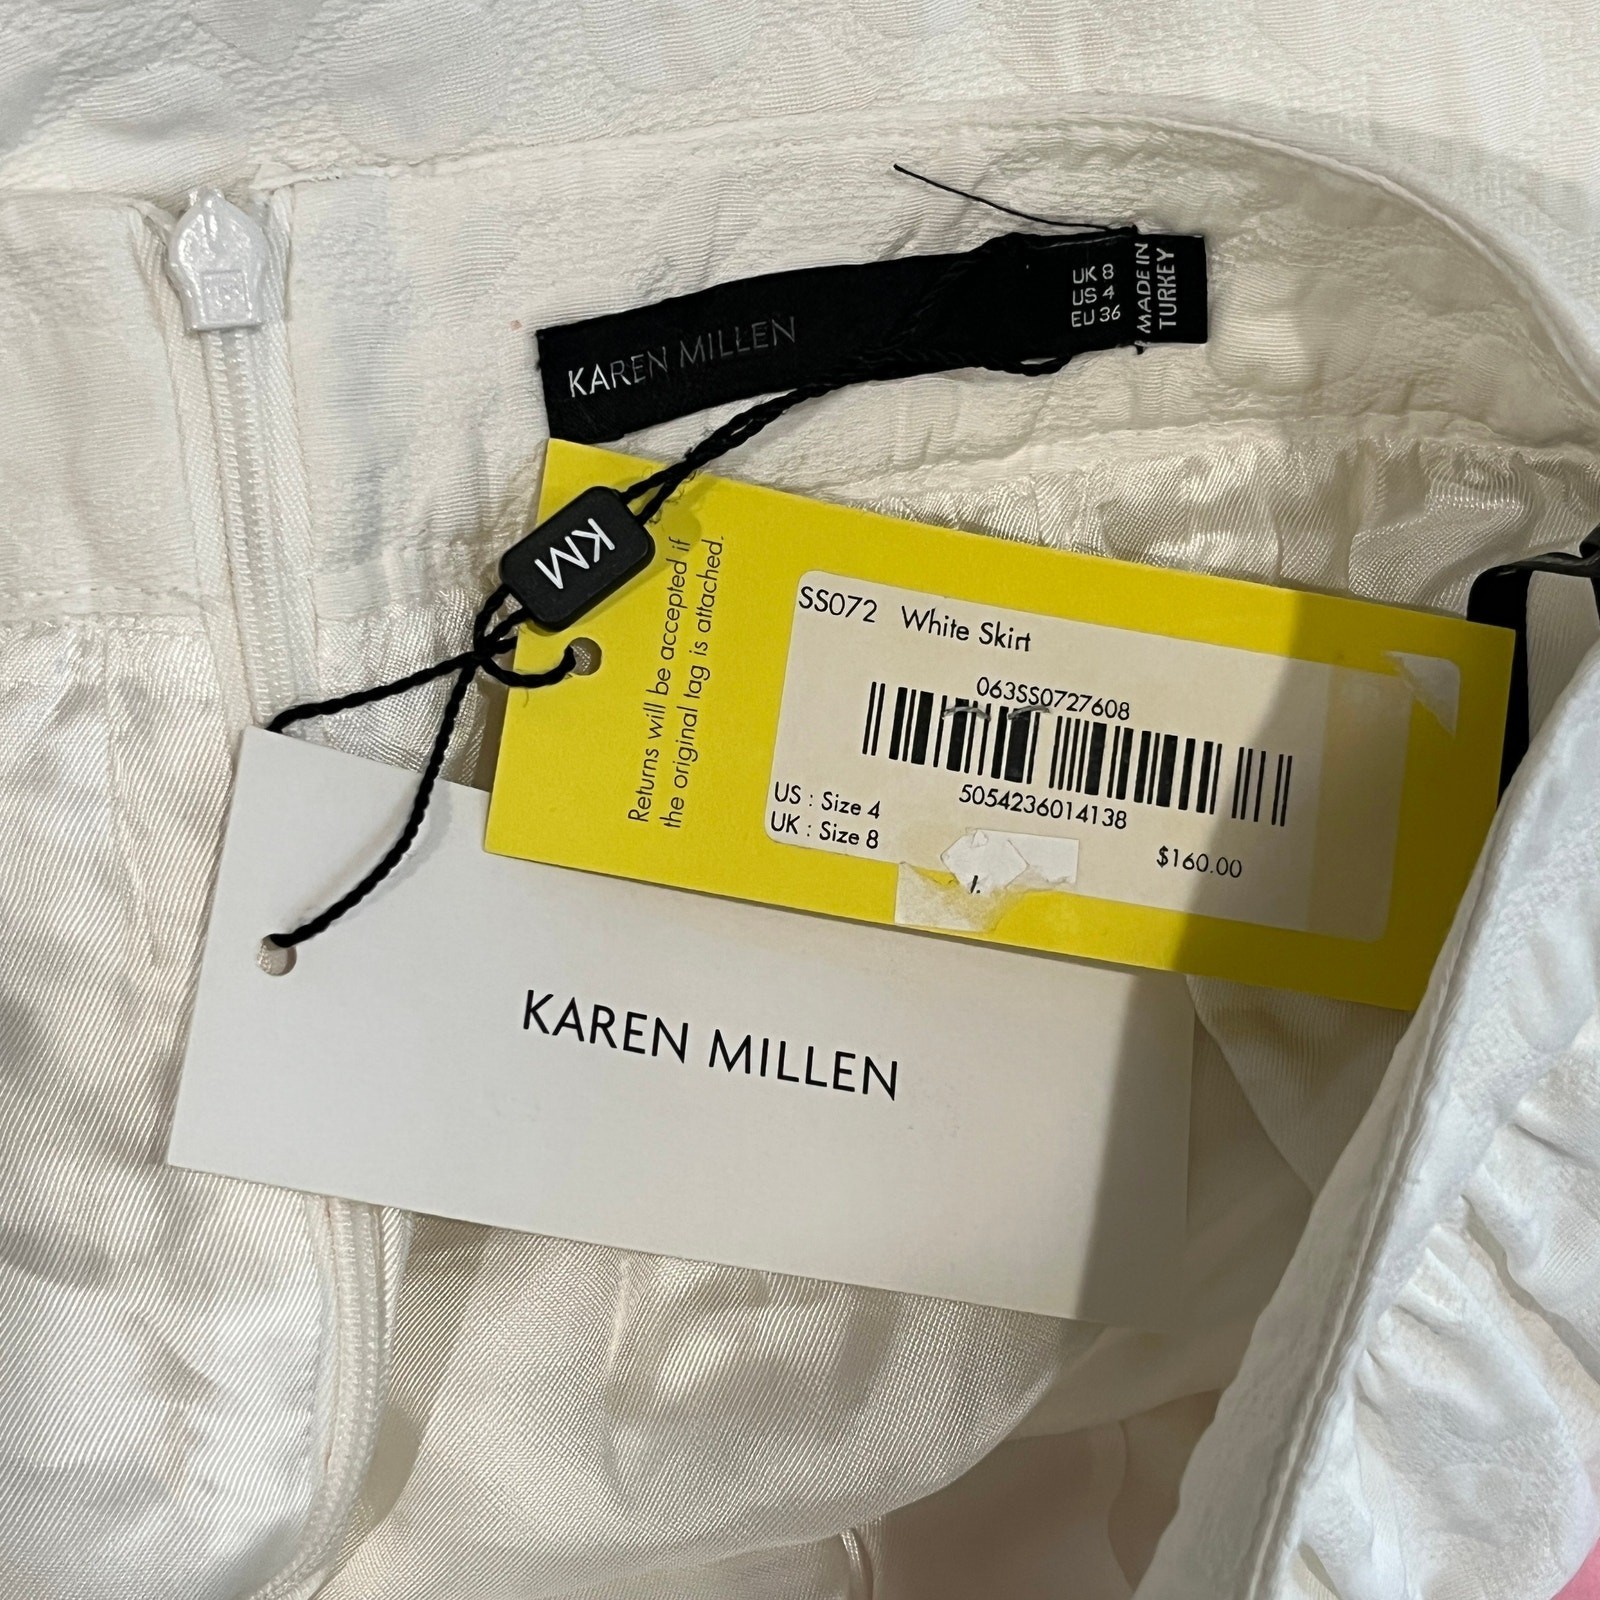 KAREN MILLEN
UK 8
US 4
EU 36
MADE IN
TURKEY
KM
Returns will be accepted if
the original tag is attached.
SS072 White Skirt
063SS0727608
5054236014138
US : Size 4
UK : Size 8
$160.00
KAREN MILLEN